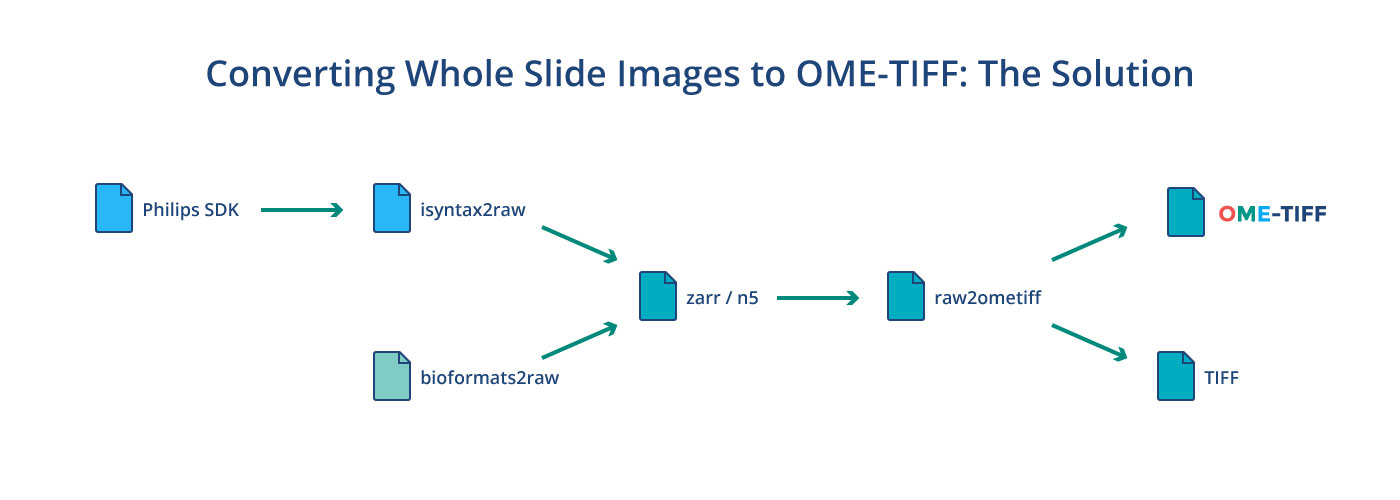 Converting Whole Slide Images to OME-TIFF: The Solution
Philips SDK
isyntax2raw
OME-TIFF
zarr / n5
raw2ometiff
bioformats2raw
TIFF